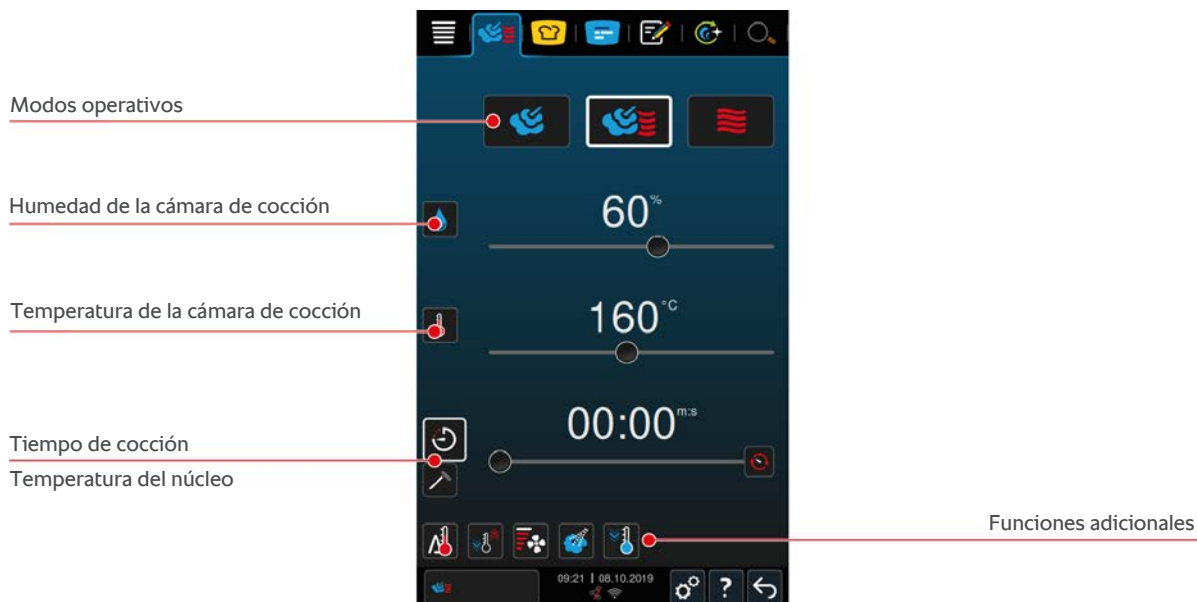 Modos operativos
Humedad de la cámara de cocción
60%
Temperatura de la cámara de cocción
160°C
00:00 m:s
Tiempo de cocción
Temperatura del núcleo
Funciones adicionales
09:21 | 08.10.2019
?